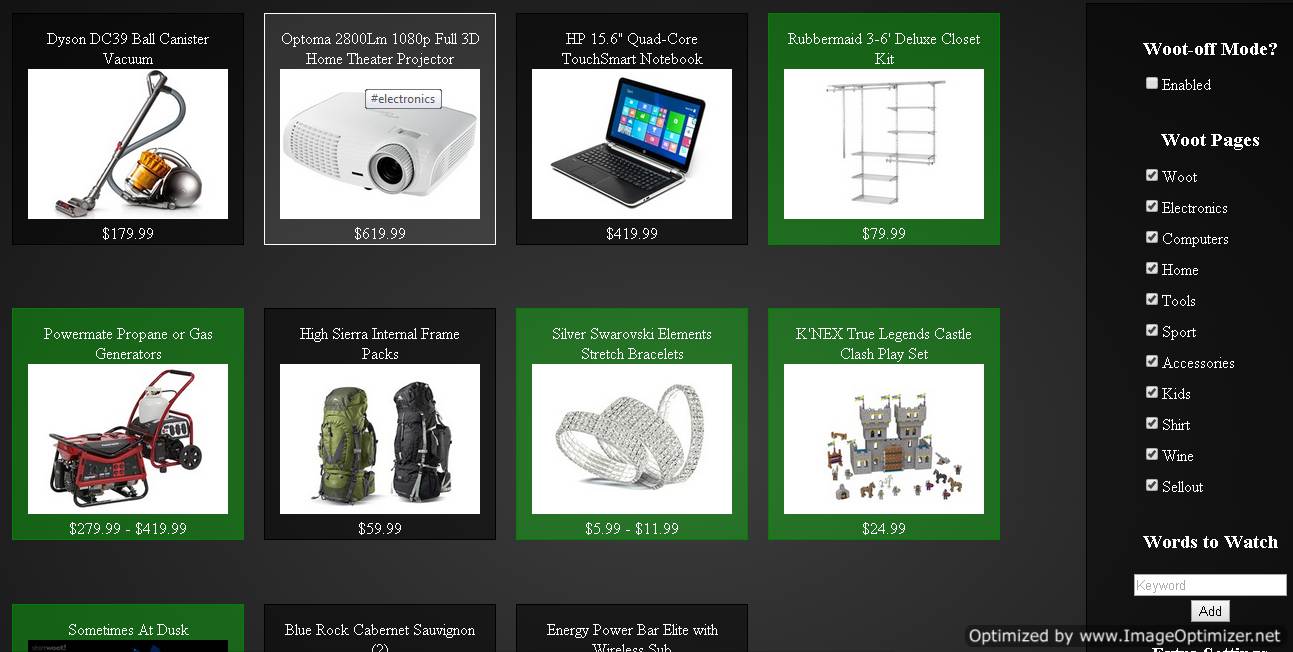 Dyson DC39 Ball Canister
Vacuum
$179.99
Optoma 2800Lm 1080p Full 3D
Home Theater Projector
#electronics
$619.99
HP 15.6" Quad-Core
TouchSmart Notebook
$419.99
Rubbermaid 3-6' Deluxe Closet
Kit
$79.99
Powermate Propane or Gas
Generators
$279.99 - $419.99
High Sierra Internal Frame
Packs
$59.99
Silver Swarovski Elements
Stretch Bracelets
$5.99 - $11.99
K'NEX True Legends Castle
Clash Play Set
$24.99
Sometimes At Dusk
Blue Rock Cabernet Sauvignon
(2)
Energy Power Bar Elite with
Wireless Sub
Woot-off Mode?
Enabled
Woot Pages
Woot
Electronics
Computers
Home
Tools
Sport
Accessories
Kids
Shirt
Wine
Sellout
Words to Watch
Keyword
Add
Extra Settings
Optimized by www.ImageOptimizer.net